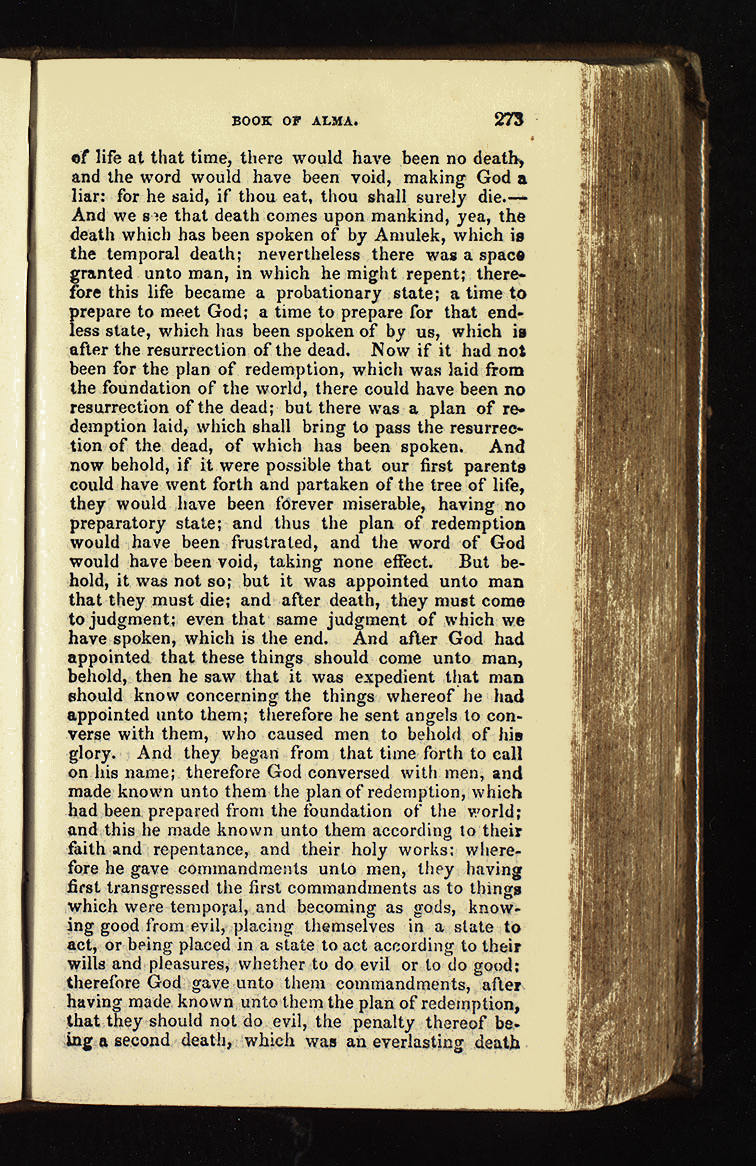 BOOK OF ALMA. 273
of life at that time, there would have been no death,
and the word would have been void, making God a
liar: for he said, if thou eat, thou shall surely die.—
And we see that death comes upon mankind, yea, the
death which has been spoken of by Amulek, which is
the temporal death; nevertheless there was a space
granted unto man, in which he might repent; there-
fore this life became a probationary state; a time to
prepare to meet God; a time to prepare for that end-
less state, which has been spoken of by us, which is
after the resurrection of the dead. Now if it had not
been for the plan of redemption, which was laid from
the foundation of the world, there could have been no
resurrection of the dead; but there was a plan of re-
demption laid, which shall bring to pass the resurrec-
tion of the dead, of which has been spoken. And
now behold, if it were possible that our first parents
could have went forth and partaken of the tree of life,
they would have been forever miserable, having no
preparatory state; and thus the plan of redemption
would have been frustrated, and the word of God
would have been void, taking none effect. But be-
hold, it was not so; but it was appointed unto man
that they must die; and after death, they must come
to judgment; even that same judgment of which we
have spoken, which is the end. And after God had
appointed that these things should come unto man,
behold, then he saw that it was expedient that man
should know concerning the things whereof he had
appointed unto them; therefore he sent angels to con-
verse with them, who caused men to behold of his
glory. And they began from that time forth to call
on his name; therefore God conversed with men, and
made known unto them the plan of redemption, which
had been prepared from the foundation of the world;
and this he made known unto them according to their
faith and repentance, and their holy works: where-
fore he gave commandments unto men, they having
first transgressed the first commandments as to things
which were temporal, and becoming as gods, know-
ing good from evil, placing themselves in a state to
act, or being placed in a state to act according to their
wills and pleasures, whether to do evil or to do good;
therefore God gave unto them commandments, after
having made known unto them the plan of redemption,
that they should not do evil, the penalty thereof be-
ing a second death, which was an everlasting death